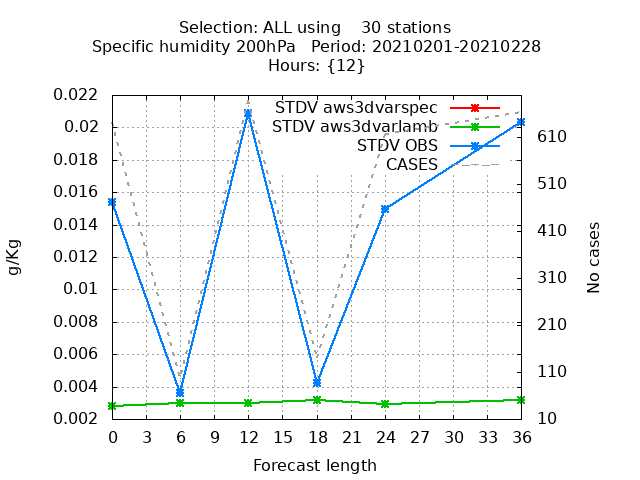 Selection: ALL using    30 stations
Specific humidity 200hPa   Period: 20210201-20210228
Hours: {12}
STDV aws3dvarspec
STDV aws3dvarlamb
STDV OBS
CASES
0.022
0.02
0.018
0.016
0.014
0.012
0.01
0.008
0.006
0.004
0.002
g/Kg
610
510
410
310
210
110
10
No cases
0 3 6 9 12 15 18 21 24 27 30 33 36
Forecast length